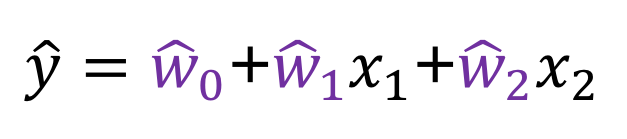 ŷ = ŵ₀+ŵ₁x₁+ŵ₂x₂